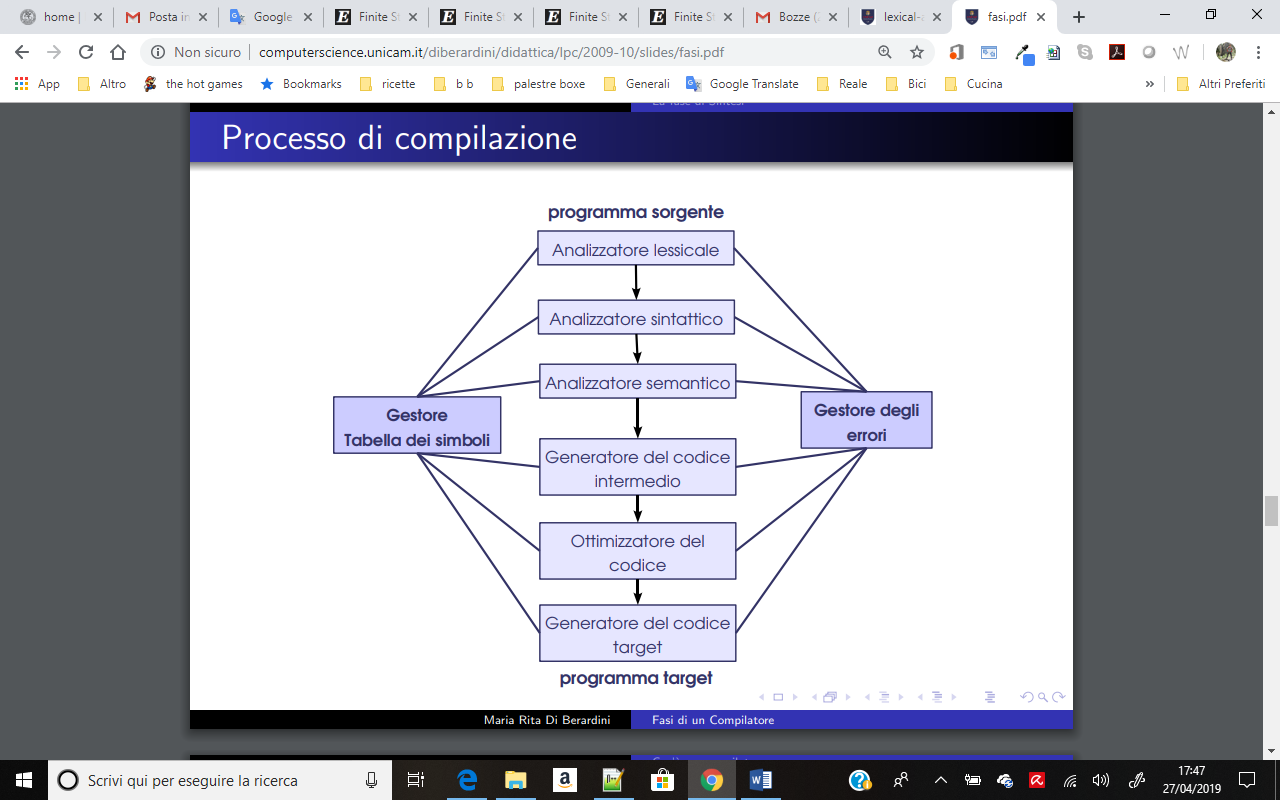 home |
Posta in
Google
Finite St
Finite St
Finite St
Finite St
Bozze (2
lexical-a
fasi.pdf
Non sicuro
computerscience.unicam.it/diberardini/didattica/lpc/2009-10/slides/fasi.pdf
App
Altro
the hot games
Bookmarks
ricette
b b
palestre boxe
Generali
Google Translate
Reale
Bici
Cucina
»
Altri Preferiti
La fase di Sintesi
Processo di compilazione
programma sorgente
Analizzatore lessicale
Analizzatore sintattico
Analizzatore semantico
Gestore
Tabella dei simboli
Gestore degli
errori
Generatore del codice
intermedio
Ottimizzatore del
codice
Generatore del codice
target
programma target
Maria Rita Di Berardini
Fasi di un Compilatore
Scrivi qui per eseguire la ricerca
17:47
27/04/2019